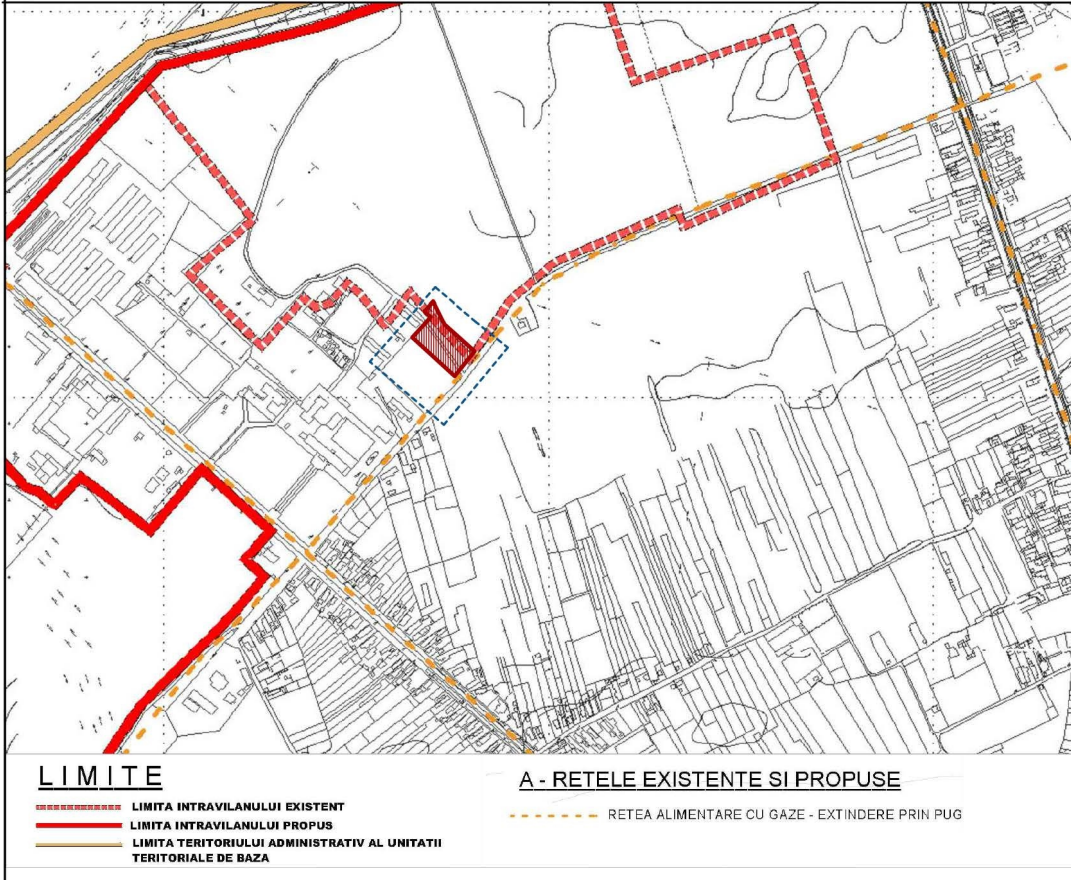 LIMITE
LIMITA INTRAVILANULUI EXISTENT
LIMITA INTRAVILANULUI PROPUS
LIMITA TERITORIULUI ADMINISTRATIV AL UNITATII
TERITORIALE DE BAZA
A - RETELE EXISTENTE SI PROPUSE
RETEA ALIMENTARE CU GAZE - EXTINDERE PRIN PUG